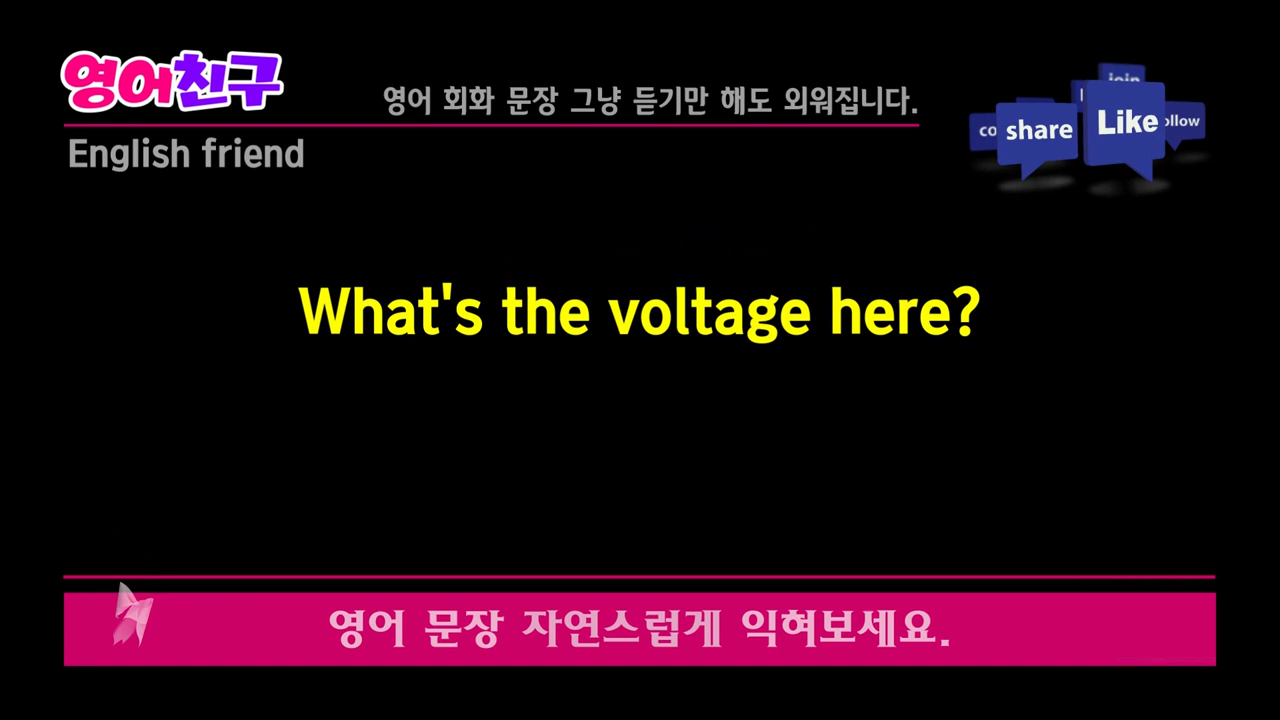 영어친구
영어 회화 문장 그냥 듣기만 해도 외워집니다.
English friend
join
share
Like
What's the voltage here?
영어 문장 자연스럽게 익혀보세요.